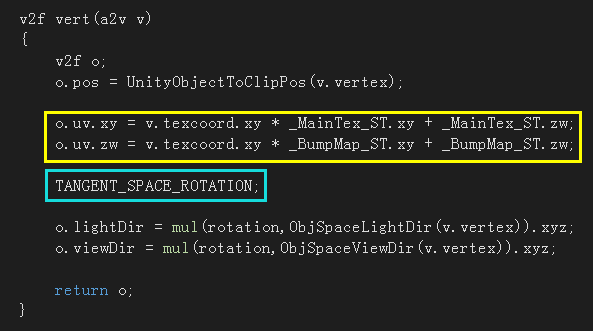 v2f vert(a2v v)
{
v2f o;
o.pos = UnityObjectToClipPos(v.vertex);
o.uv.xy = v.texcoord.xy * _MainTex_ST.xy + _MainTex_ST.zw;
o.uv.zw = v.texcoord.xy * _BumpMap_ST.xy + _BumpMap_ST.zw;
TANGENT_SPACE_ROTATION;
o.lightDir = mul(rotation,ObjSpaceLightDir(v.vertex)).xyz;
o.viewDir = mul(rotation,ObjSpaceViewDir(v.vertex)).xyz;
return o;
}